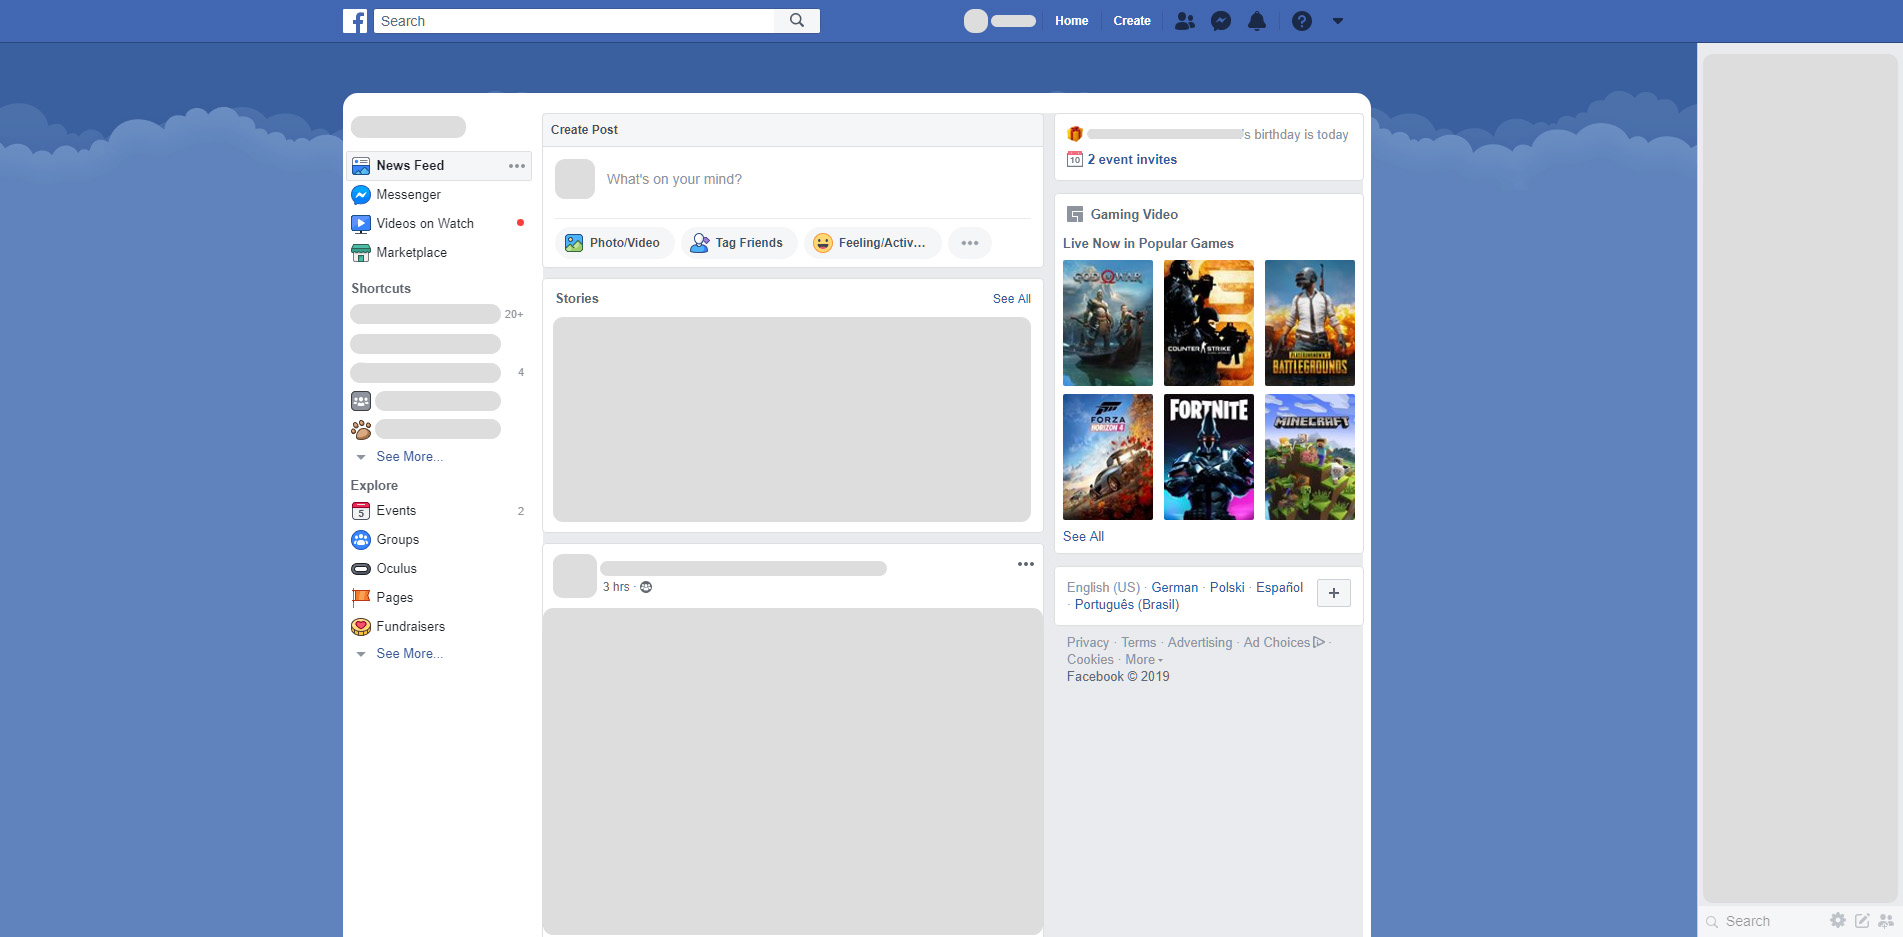 Search
Home
Create
News Feed
Messenger
Videos on Watch
Marketplace
Shortcuts
20+
4
See More...
Explore
5 Events 2
Groups
Oculus
Pages
Fundraisers
See More...
Create Post
What's on your mind?
Photo/Video
Tag Friends
Feeling/Activ...
Stories
See All
3 hrs ·
's birthday is today
10 2 event invites
Gaming Video
Live Now in Popular Games
GOD OF WAR
COUNTER STRIKE
PLAYERUNKNOWN'S
BATTLEGROUNDS
FORZA
HORIZON 4
FORTNITE
MINECRAFT
See All
English (US) · German · Polski · Español
· Português (Brasil)
Privacy · Terms · Advertising · Ad Choices ·
Cookies · More
Facebook © 2019
Search